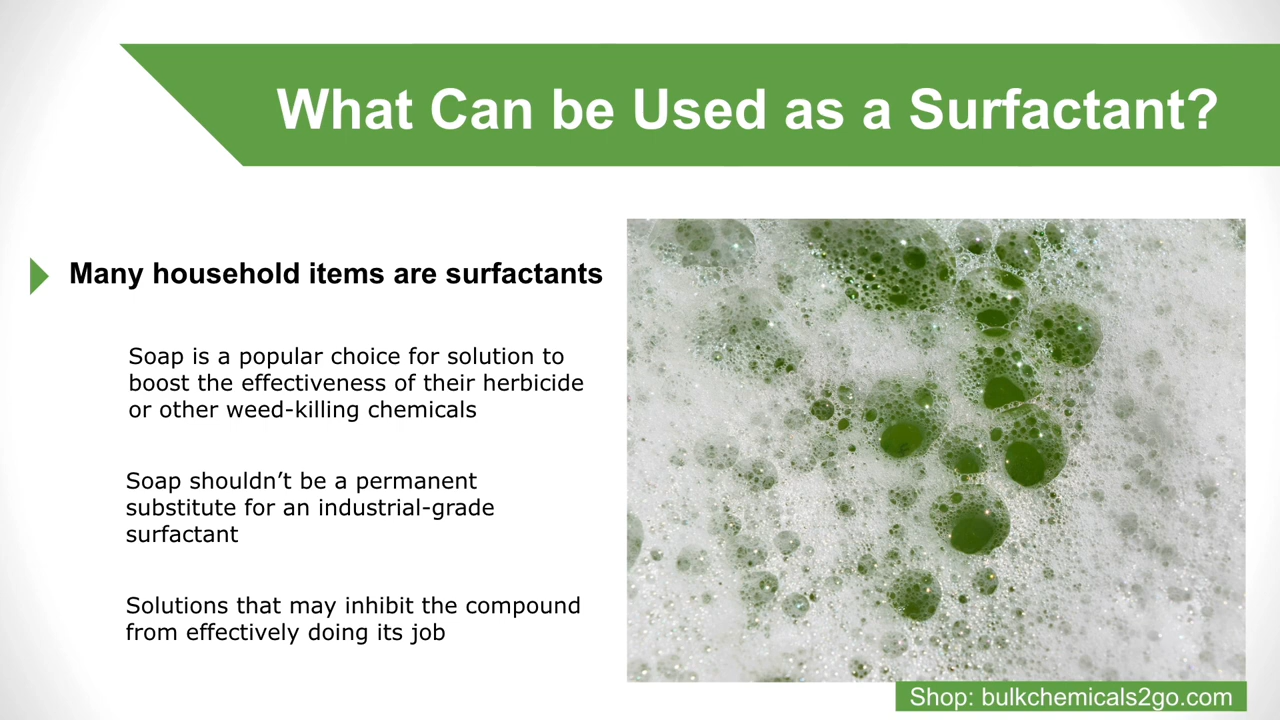 What Can be Used as a Surfactant?
Many household items are surfactants
Soap is a popular choice for solution to
boost the effectiveness of their herbicide
or other weed-killing chemicals
Soap shouldn’t be a permanent
substitute for an industrial-grade
surfactant
Solutions that may inhibit the compound
from effectively doing its job
Shop: bulkchemicals2go.com